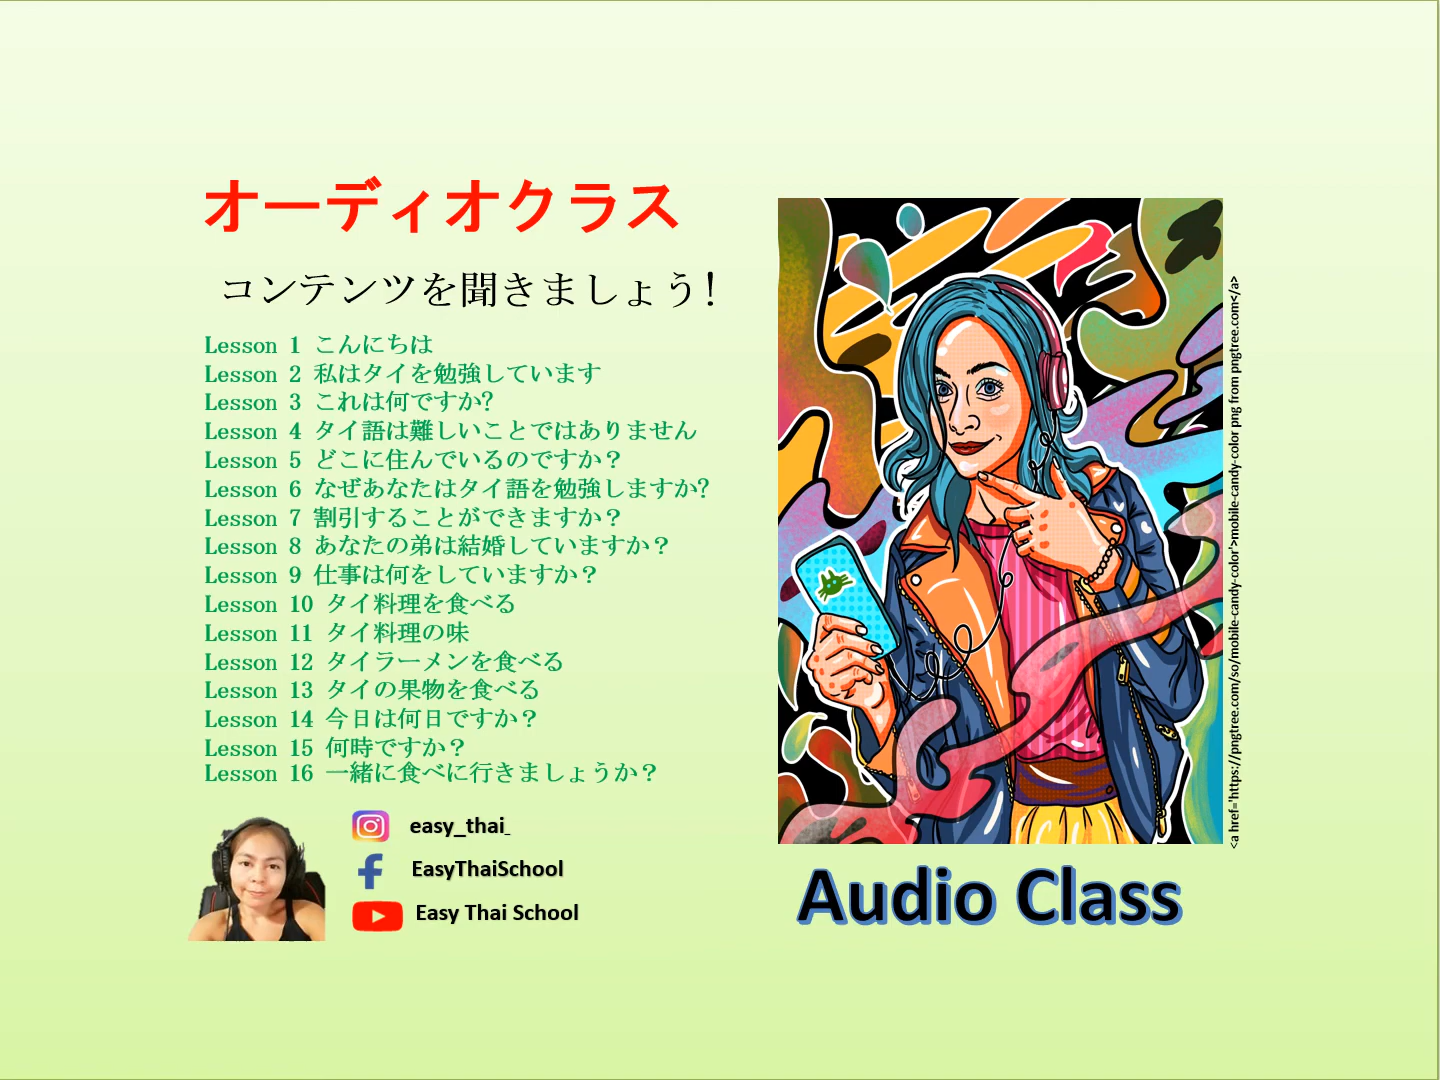 オーディオクラス
コンテンツを聞きましょう!
Lesson 1 こんにちは
Lesson 2 私はタイを勉強しています
Lesson 3 これは何ですか?
Lesson 4 タイ語は難しいことではありません
Lesson 5 どこに住んでいるのですか？
Lesson 6 なぜあなたはタイ語を勉強しますか?
Lesson 7 割引することができますか？
Lesson 8 あなたの弟は結婚していますか？
Lesson 9 仕事は何をしていますか？
Lesson 10 タイ料理を食べる
Lesson 11 タイ料理の味
Lesson 12 タイラーメンを食べる
Lesson 13 タイの果物を食べる
Lesson 14 今日は何日ですか？
Lesson 15 何時ですか？
Lesson 16 一緒に食べに行きましょうか？
easy_thai_
EasyThaiSchool
Easy Thai School
<a href='https://pngtree.com/so/mobile-candy-color'>mobile-candy-color png from pngtree.com</a>
Audio Class